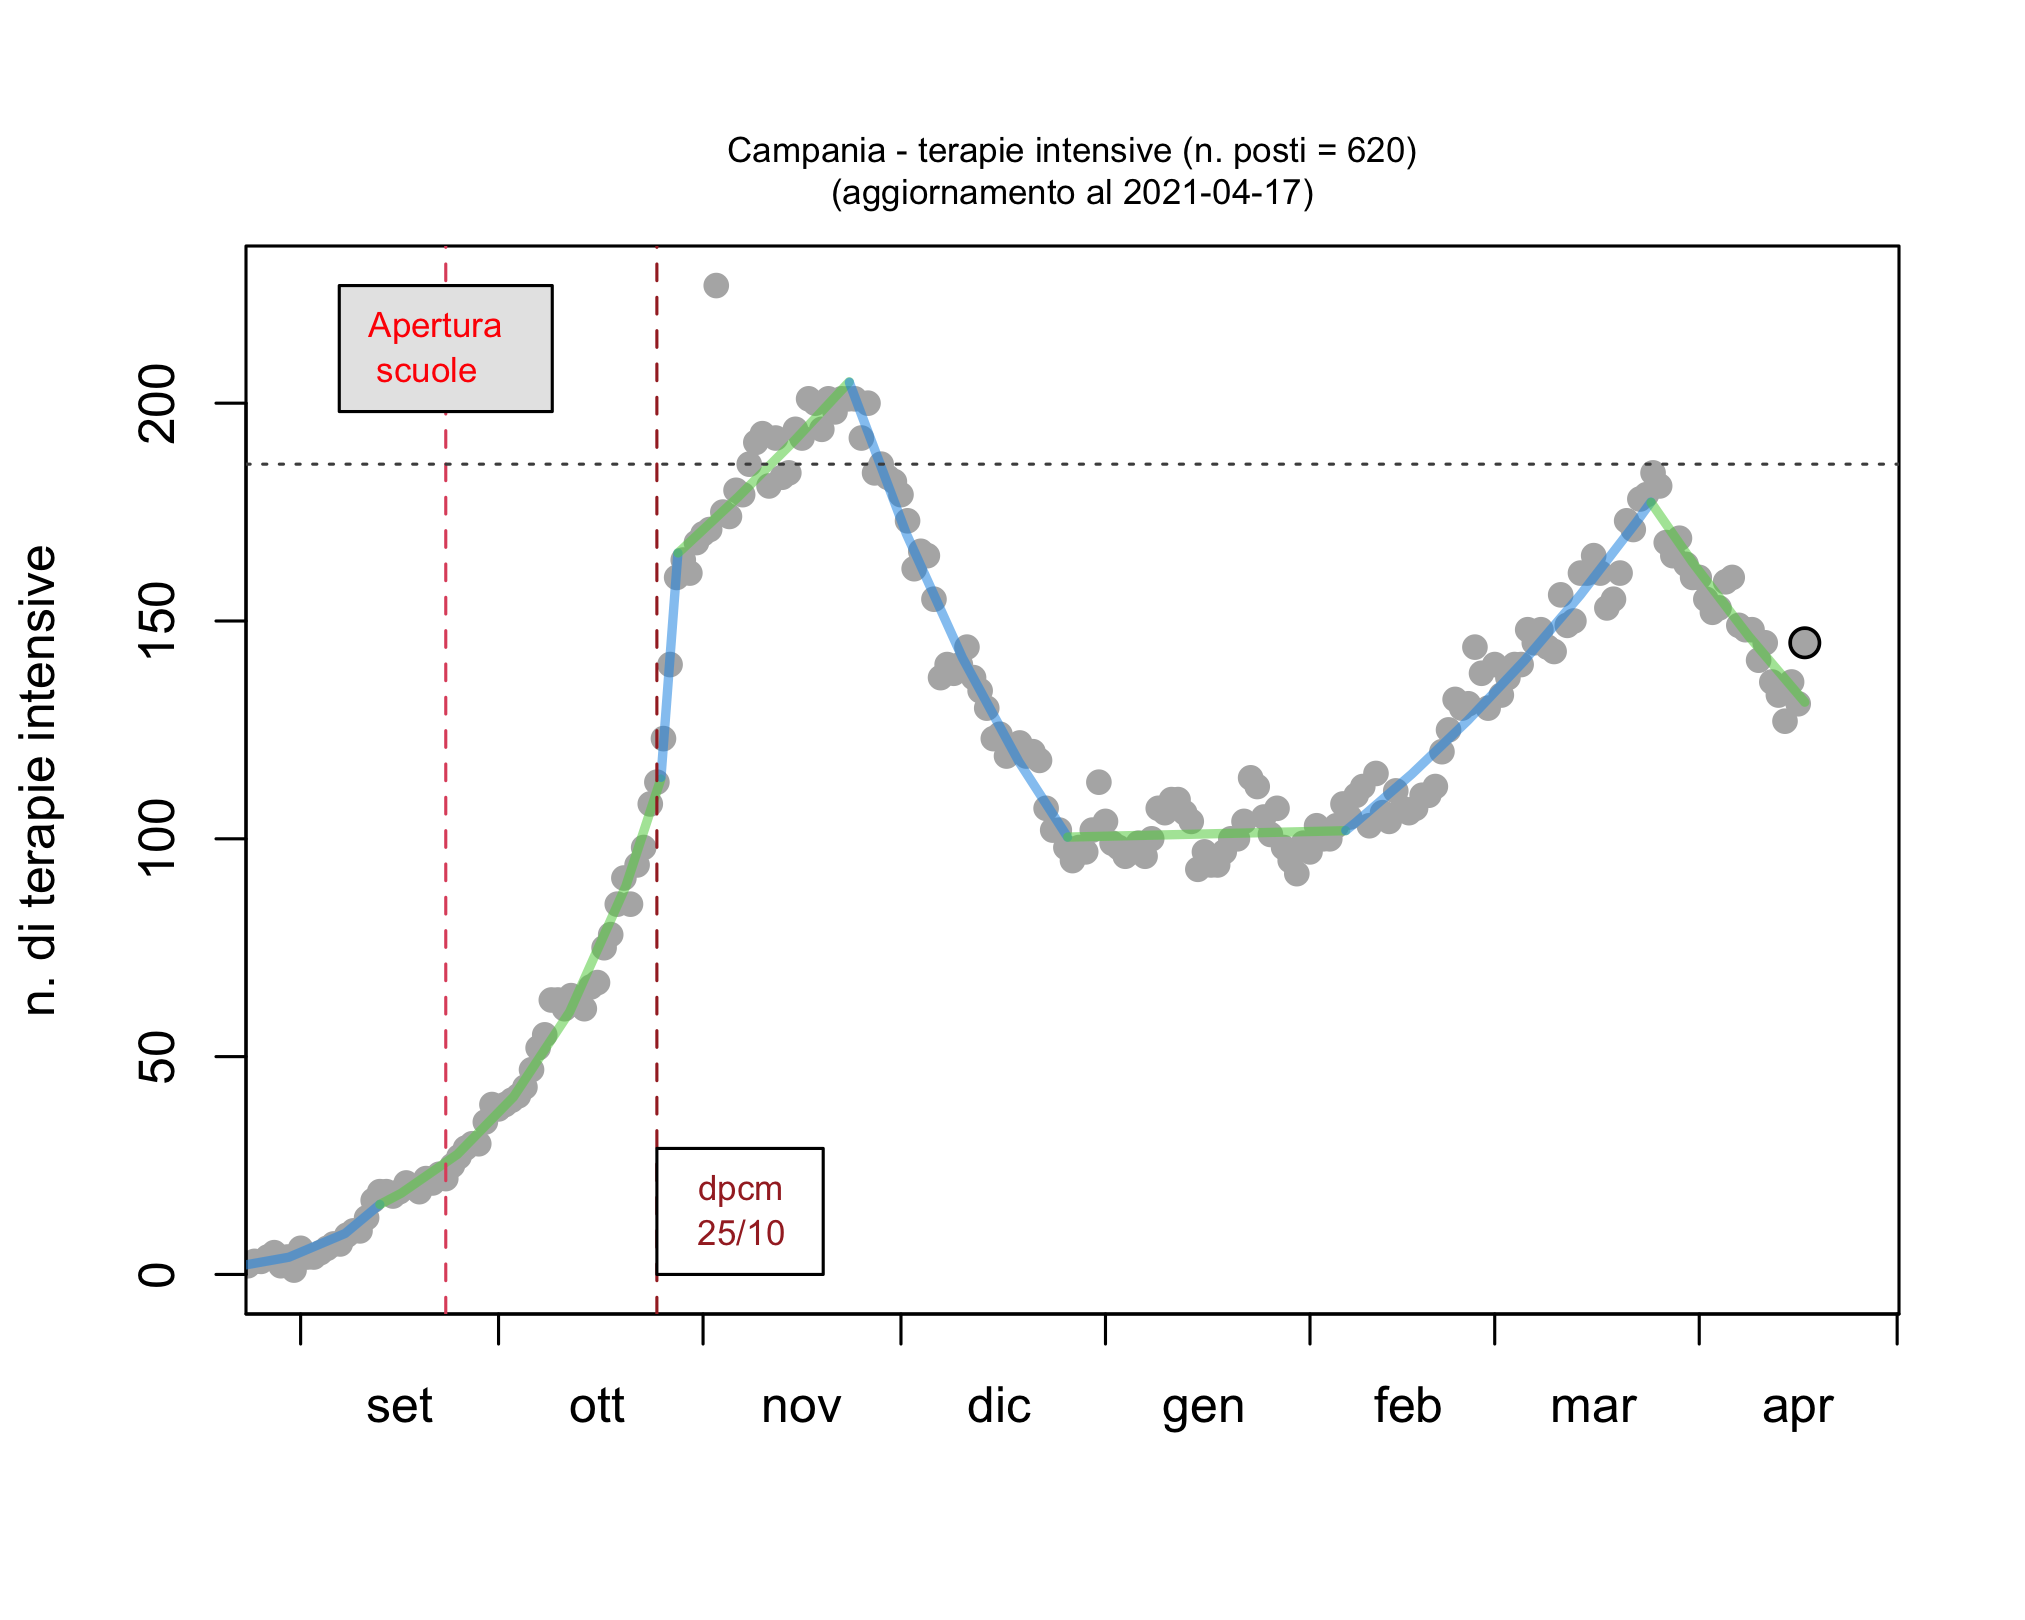 Campania - terapie intensive (n. posti = 620)
(aggiornamento al 2021-04-17)
Apertura
scuole
n. di terapie intensive
200
150
100
50
0
dpcm
25/10
set ott nov dic gen feb mar apr